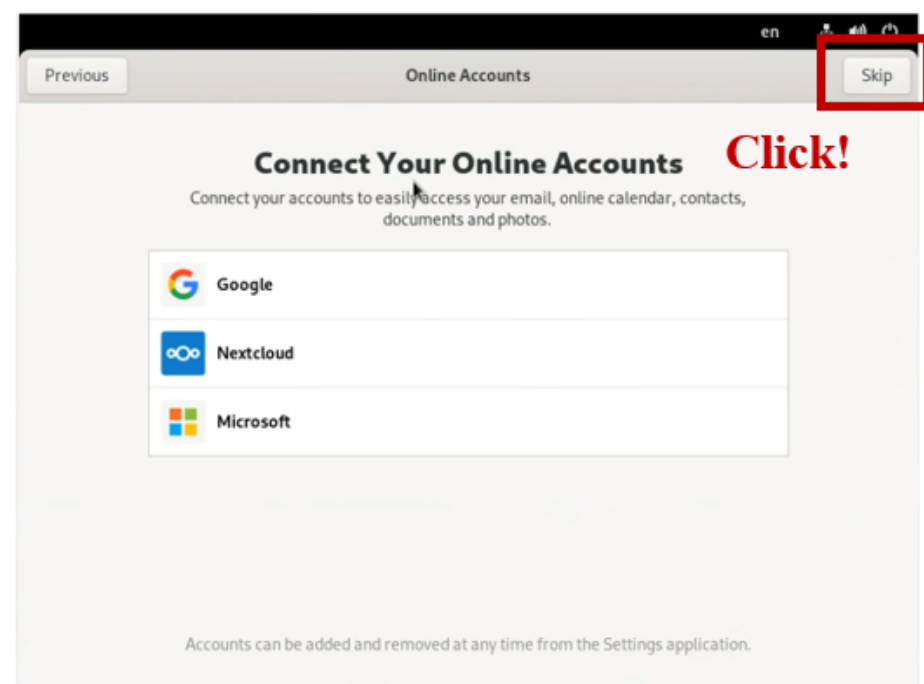 en
Previous
Online Accounts
Skip
Click!
Connect Your Online Accounts
Connect your accounts to easily access your email, online calendar, contacts,
documents and photos.
Google
Nextcloud
Microsoft
Accounts can be added and removed at any time from the Settings application.